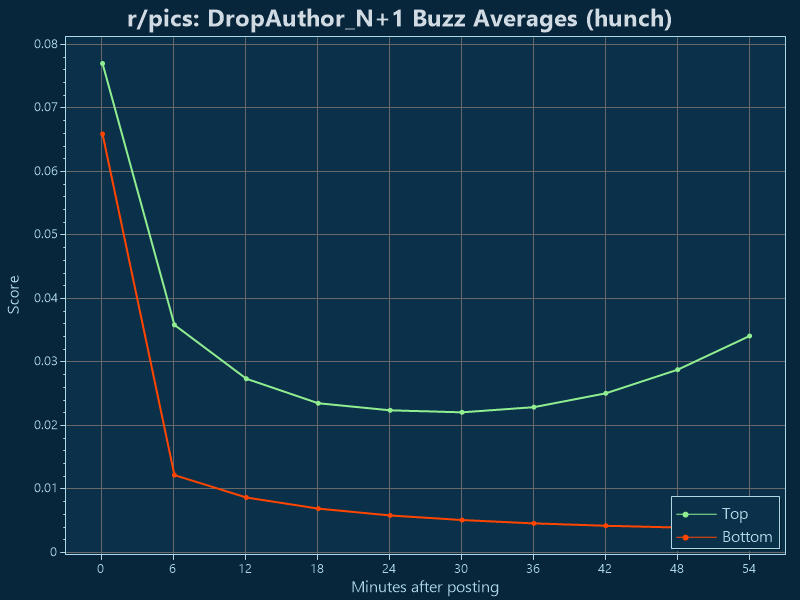 r/pics: DropAuthor_N+1 Buzz Averages (hunch)
0.08
0.07
0.06
0.05
0.04
0.03
0.02
0.01
0
Score
0 6 12 18 24 30 36 42 48 54
Minutes after posting
Top
Bottom